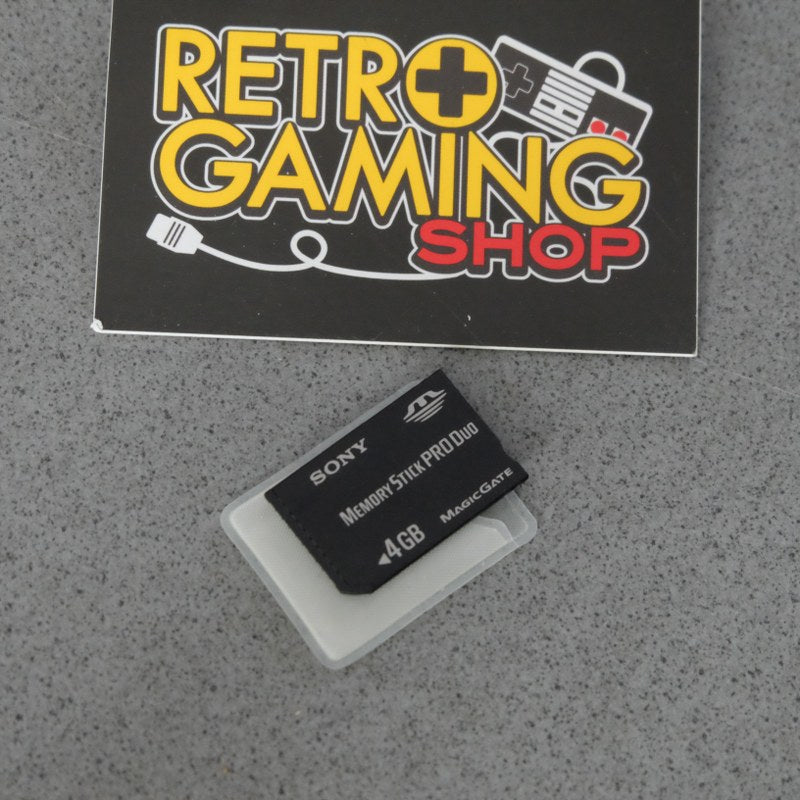 RETRO
GAMING
SHOP
SONY
MEMORY STICK PRO DUO
4GB
MAGICGATE